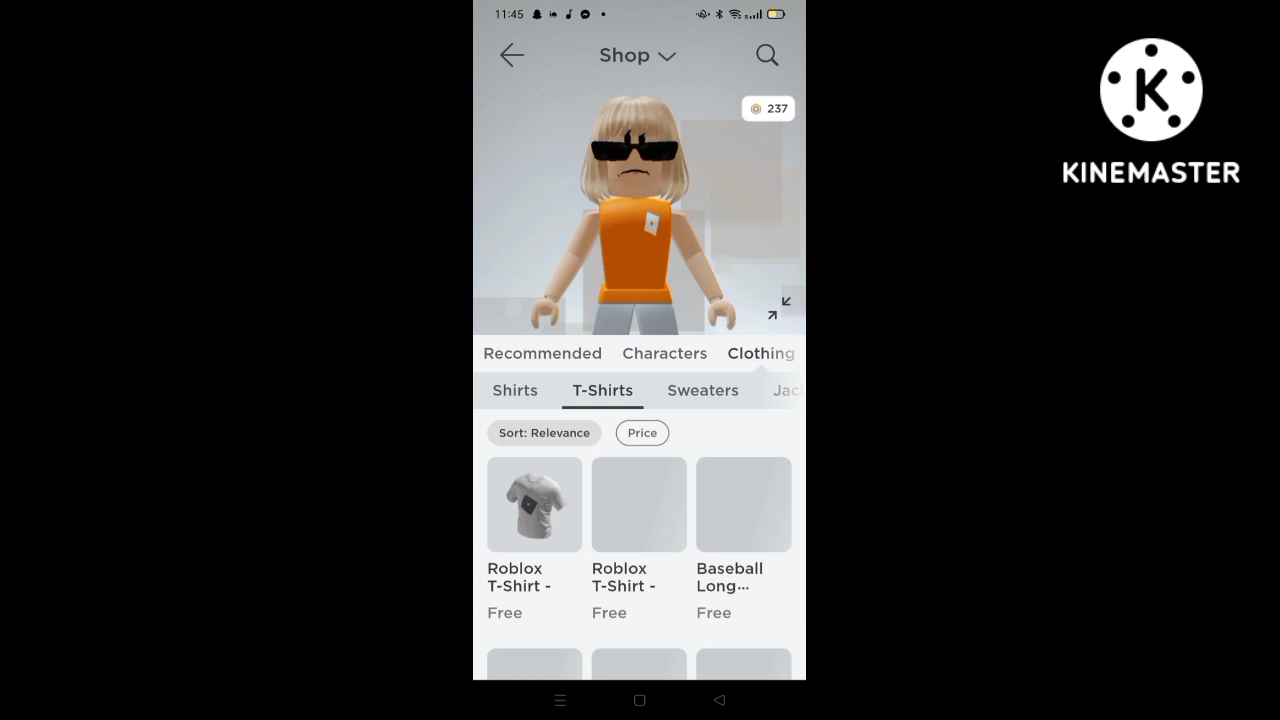 11:45
Shop
237
K
KINEMASTER
Recommended Characters Clothing
Shirts T-Shirts Sweaters Jac
Sort: Relevance Price
Roblox T-Shirt -
Free
Roblox T-Shirt -
Free
Baseball Long...
Free